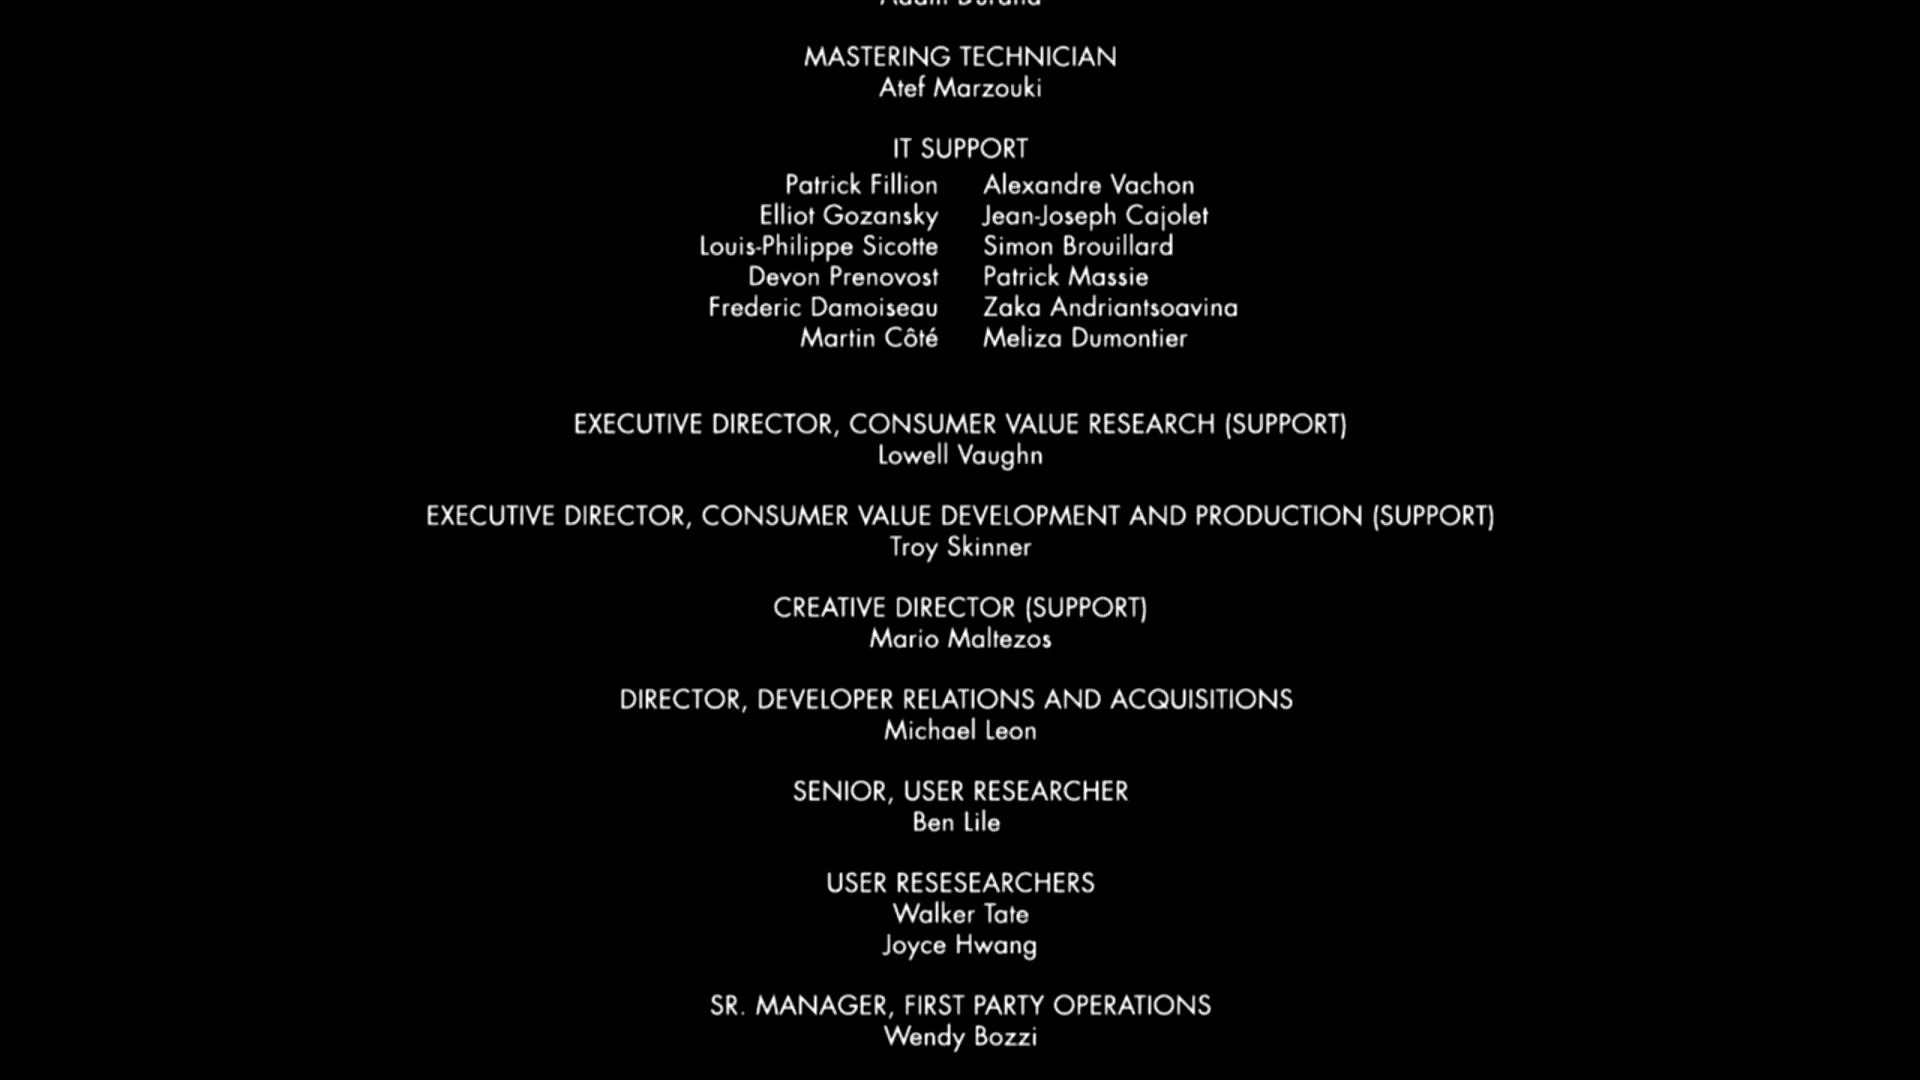 MASTERING TECHNICIAN
Atef Marzouki
IT SUPPORT
Patrick Fillion Alexandre Vachon
Elliot Gozansky Jean-Joseph Cajolet
Louis-Philippe Sicotte Simon Brouillard
Devon Prenovost Patrick Massie
Frederic Damoiseau Zaka Andriantsoavina
Martin Côté Meliza Dumontier
EXECUTIVE DIRECTOR, CONSUMER VALUE RESEARCH (SUPPORT)
Lowell Vaughn
EXECUTIVE DIRECTOR, CONSUMER VALUE DEVELOPMENT AND PRODUCTION (SUPPORT)
Troy Skinner
CREATIVE DIRECTOR (SUPPORT)
Mario Maltezos
DIRECTOR, DEVELOPER RELATIONS AND ACQUISITIONS
Michael Leon
SENIOR, USER RESEARCHER
Ben Lile
USER RESESEARCHERS
Walker Tate
Joyce Hwang
SR. MANAGER, FIRST PARTY OPERATIONS
Wendy Bozzi